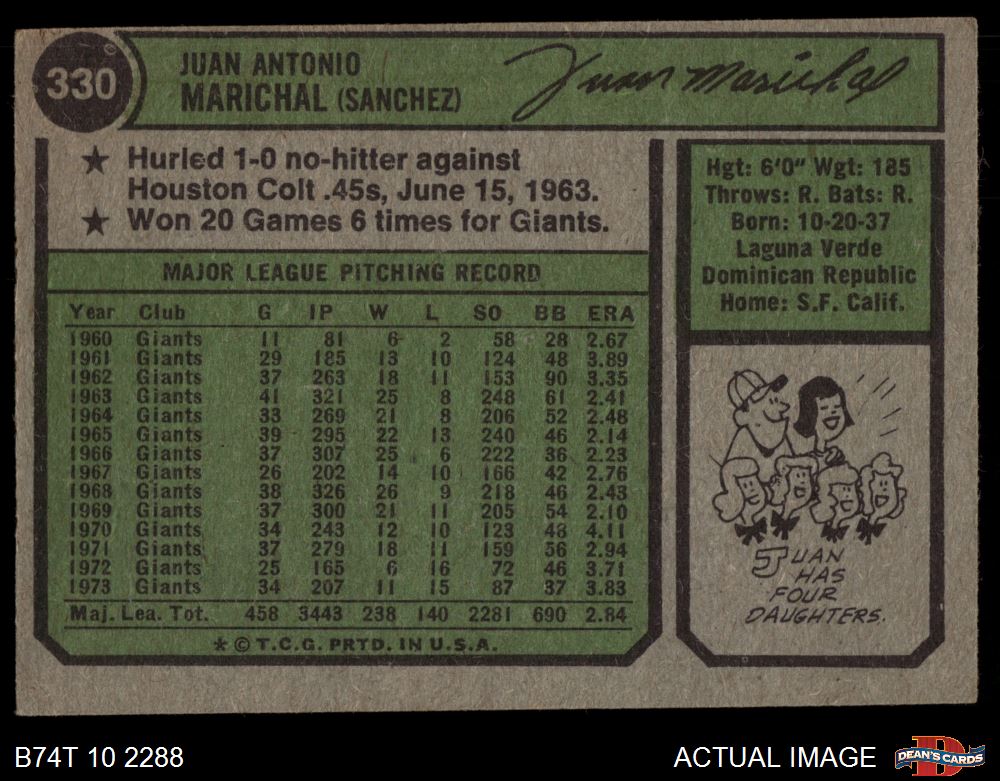 330
JUAN ANTONIO
MARICHAL (SANCHEZ)
Juan Marichal
★ Hurled 1-0 no-hitter against
Houston Colt .45s, June 15, 1963.
★ Won 20 Games 6 times for Giants.
MAJOR LEAGUE PITCHING RECORD
Year Club G IP W L SO BB ERA
1960 Giants 11 81 6 2 58 28 2.67
1961 Giants 29 185 13 10 124 48 3.89
1962 Giants 37 263 18 11 153 90 3.35
1963 Giants 41 321 25 8 248 61 2.41
1964 Giants 33 269 21 8 206 52 2.48
1965 Giants 39 295 22 13 240 46 2.14
1966 Giants 37 307 25 6 222 36 2.23
1967 Giants 26 202 14 10 166 42 2.76
1968 Giants 38 326 26 9 218 46 2.43
1969 Giants 37 300 21 11 205 54 2.10
1970 Giants 34 243 12 10 123 48 4.11
1971 Giants 37 279 18 11 159 56 2.94
1972 Giants 25 165 6 16 72 46 3.71
1973 Giants 34 207 11 15 87 37 3.83
Maj. Lea. Tot. 458 3443 238 140 2281 690 2.84
* © T.C.G. PRTD. IN U.S.A.
Hgt: 6'0" Wgt: 185
Throws: R. Bats: R.
Born: 10-20-37
Laguna Verde
Dominican Republic
Home: S.F. Calif.
JUAN
HAS
FOUR
DAUGHTERS.
B74T 10 2288
ACTUAL IMAGE
D
DEAN'S CARDS